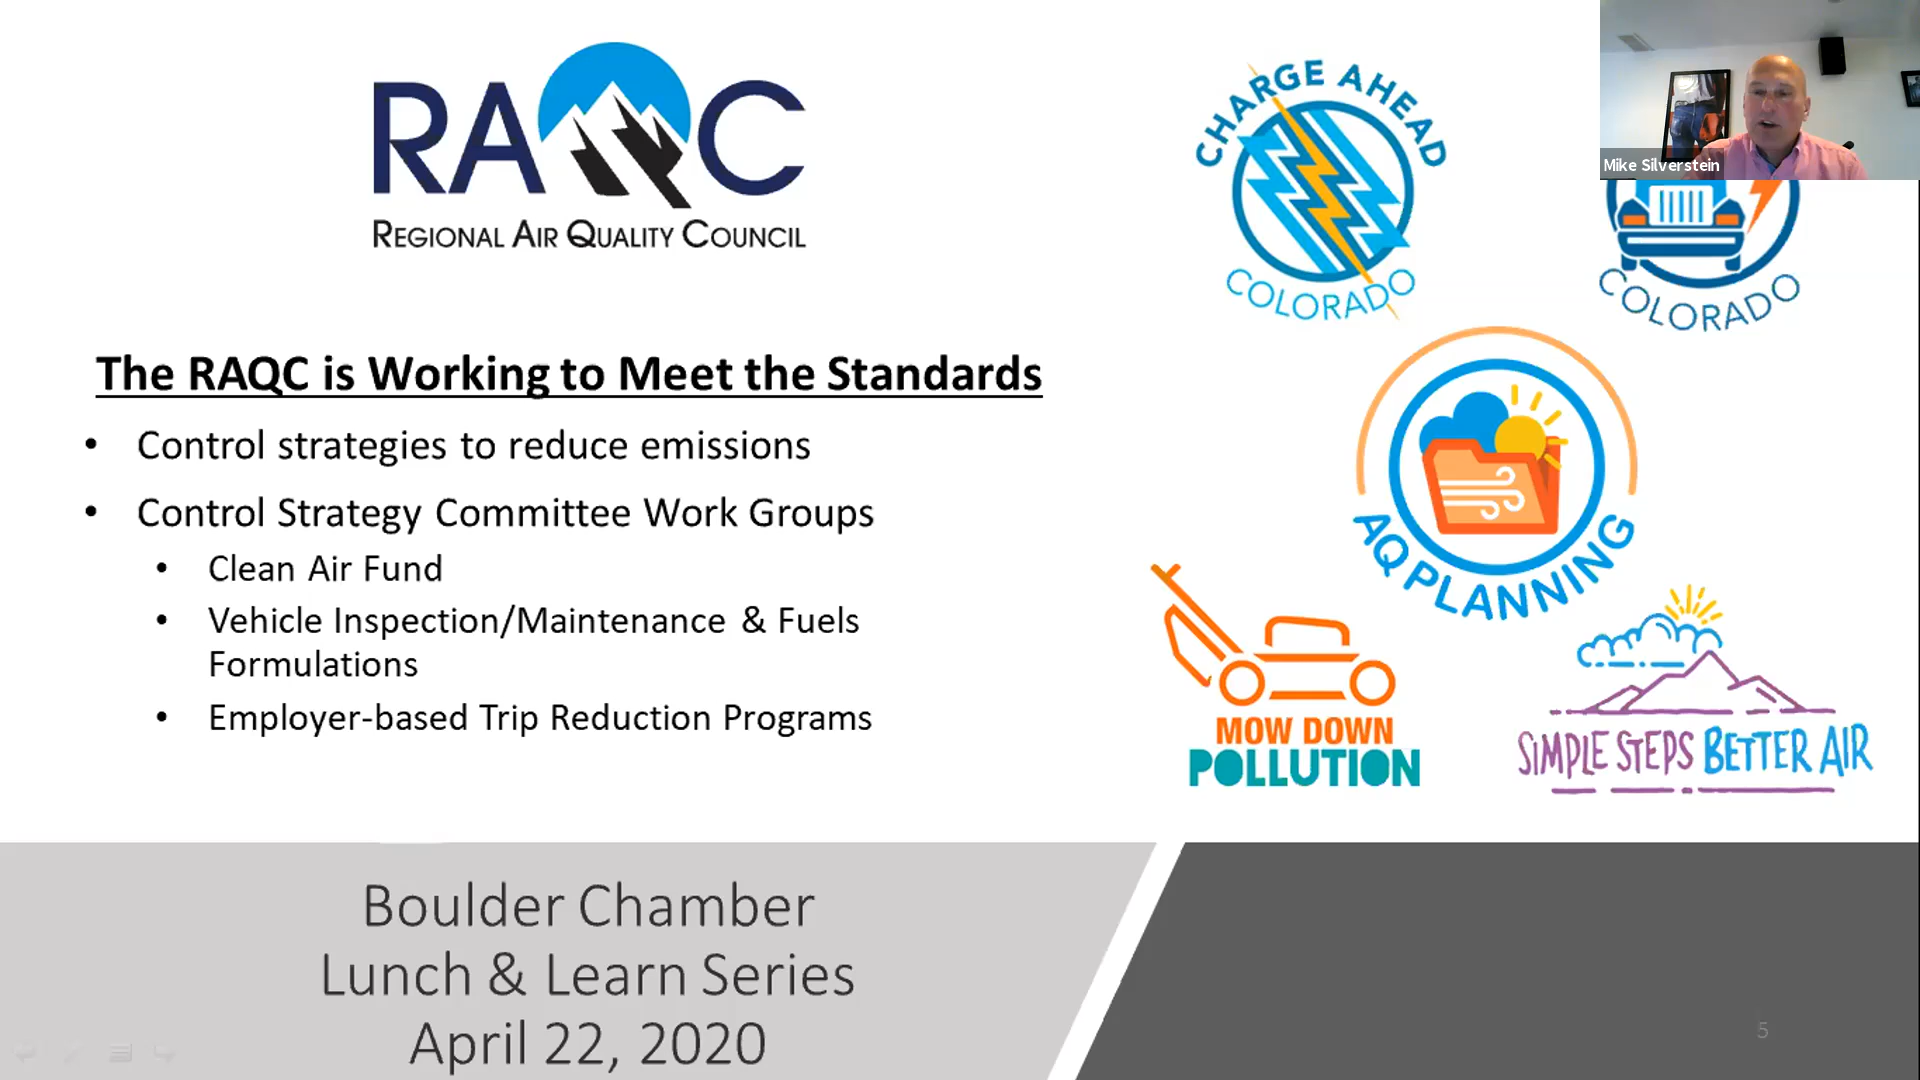 RAQC
REGIONAL AIR QUALITY COUNCIL
The RAQC is Working to Meet the Standards
• Control strategies to reduce emissions
• Control Strategy Committee Work Groups
• Clean Air Fund
• Vehicle Inspection/Maintenance & Fuels
Formulations
• Employer-based Trip Reduction Programs
CHARGE AHEAD
COLORADO
Mike Silverstein
COLORADO
AQ PLANNING
MOW DOWN
POLLUTION
SIMPLE STEPS BETTER AIR
Boulder Chamber
Lunch & Learn Series
April 22, 2020
5